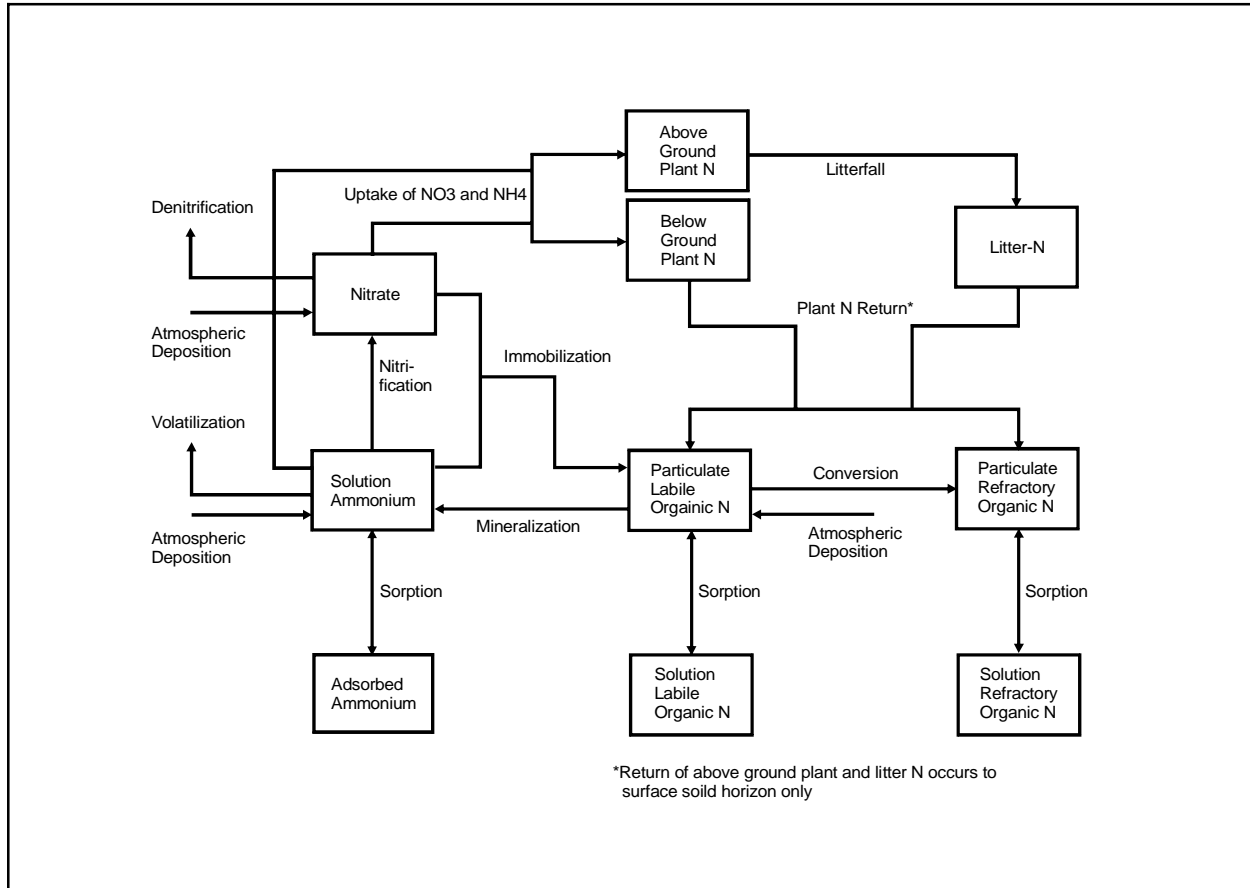 Above
Ground
Plant N
Litterfall
Uptake of NO3 and NH4
Denitrification
Below
Ground
Plant N
Litter-N
Nitrate
Plant N Return*
Atmospheric
Deposition
Nitri-
fication
Immobilization
Volatilization
Solution
Ammonium
Particulate
Labile
Orgainic N
Conversion
Particulate
Refractory
Organic N
Mineralization
Atmospheric
Deposition
Atmospheric
Deposition
Sorption
Sorption
Sorption
Adsorbed
Ammonium
Solution
Labile
Organic N
Solution
Refractory
Organic N
*Return of above ground plant and litter N occurs to
surface soild horizon only